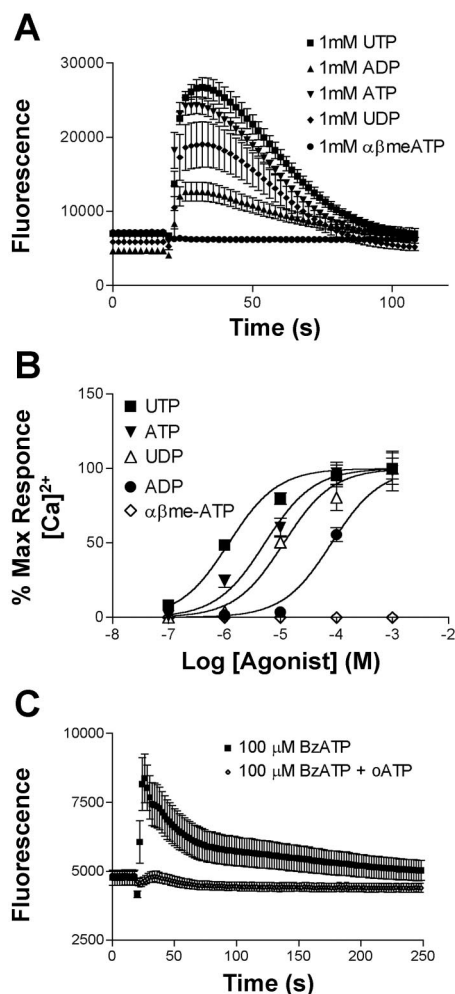 A
1mM UTP
1mM ADP
1mM ATP
1mM UDP
1mM αβmeATP
30000
20000
10000
0
Fluorescence
0
50
100
Time (s)
B
UTP
ATP
UDP
ADP
αβme-ATP
150
100
50
0
% Max Responce
[Ca]²⁺
-8
-7
-6
-5
-4
-3
-2
Log [Agonist] (M)
C
100 µM BzATP
100 µM BzATP + oATP
10000
7500
5000
2500
Fluorescence
0
50
100
150
200
250
Time (s)